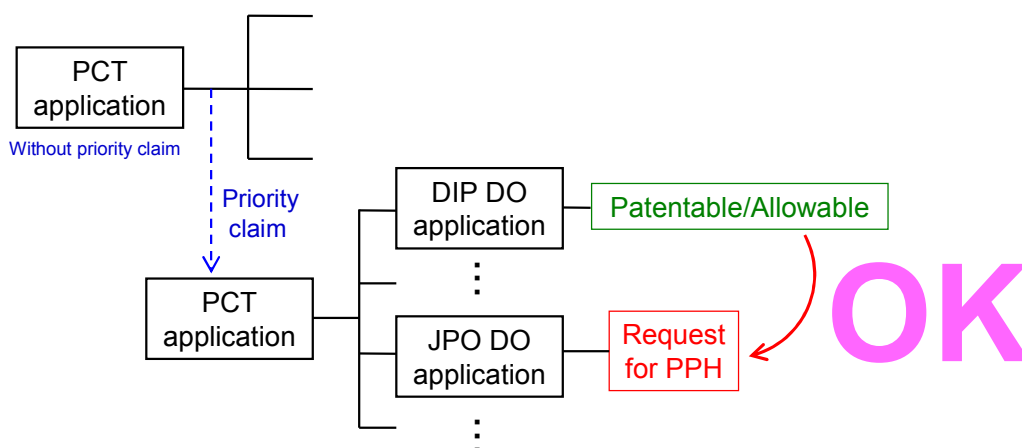 PCT
application
Without priority claim
Priority
claim
PCT
application
DIP DO
application
Patentable/Allowable
JPO DO
application
Request
for PPH
OK